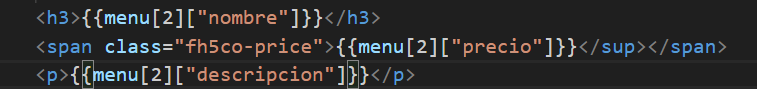 <h3>{{menu[2]["nombre"]}}</h3>
<span class="fh5co-price">{{menu[2]["precio"]}}</sup></span>
<p>{{menu[2]["descripcion"]}}</p>